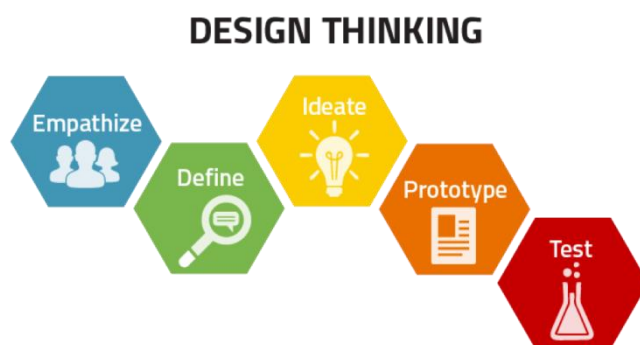 DESIGN THINKING
Empathize
Define
Ideate
Prototype
Test